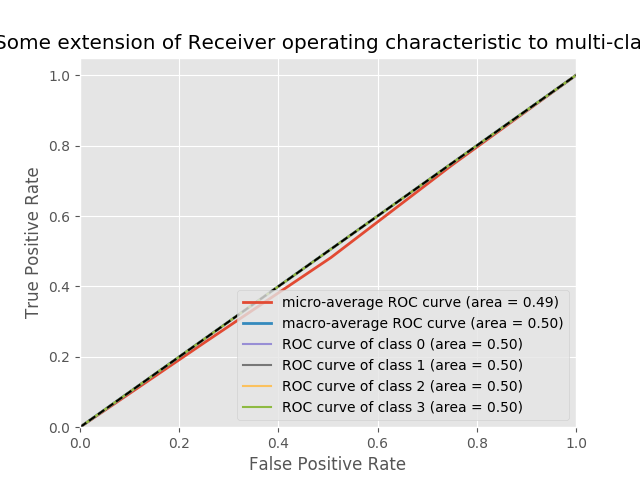 Some extension of Receiver operating characteristic to multi-cla
1.0
0.8
0.6
0.4
0.2
0.0
True Positive Rate
micro-average ROC curve (area = 0.49)
macro-average ROC curve (area = 0.50)
ROC curve of class 0 (area = 0.50)
ROC curve of class 1 (area = 0.50)
ROC curve of class 2 (area = 0.50)
ROC curve of class 3 (area = 0.50)
0.0 0.2 0.4 0.6 0.8 1.0
False Positive Rate